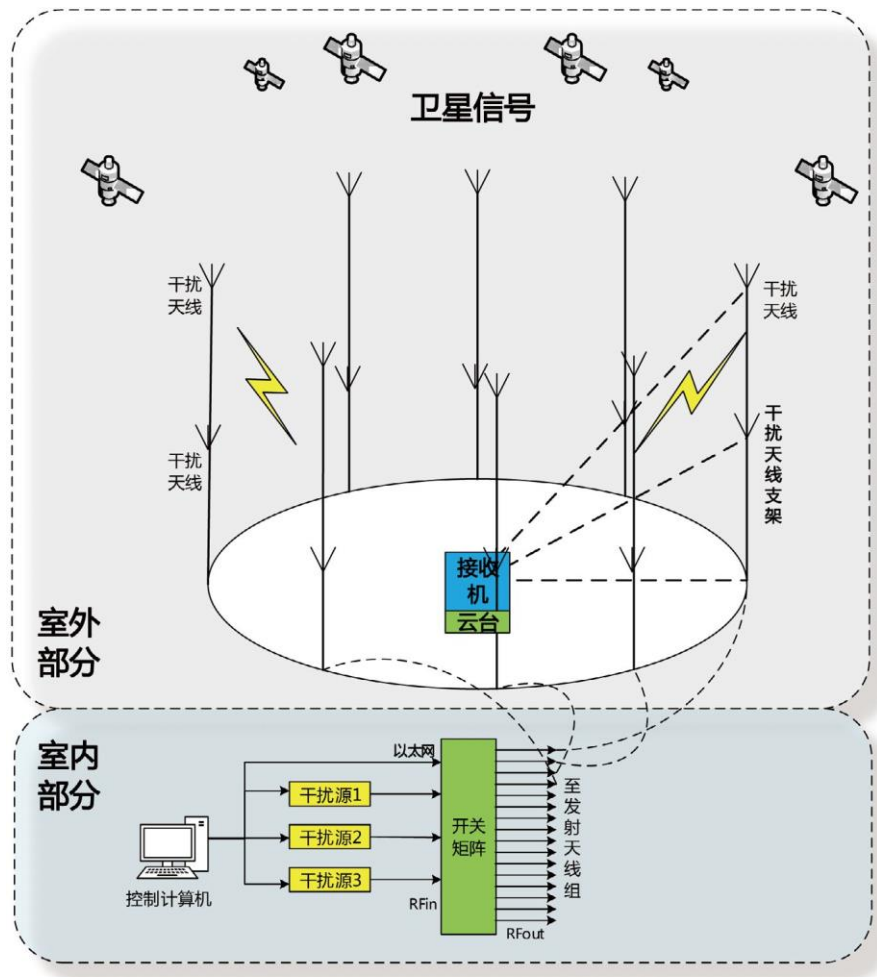 卫星信号
干扰
天线
干扰
天线
干扰
天线
干扰天线支架
接收
机
云台
室外
部分
室内
部分
以太网
干扰源1
干扰源2
干扰源3
控制计算机
开关
矩阵
RFin
RFout
至发射天线组